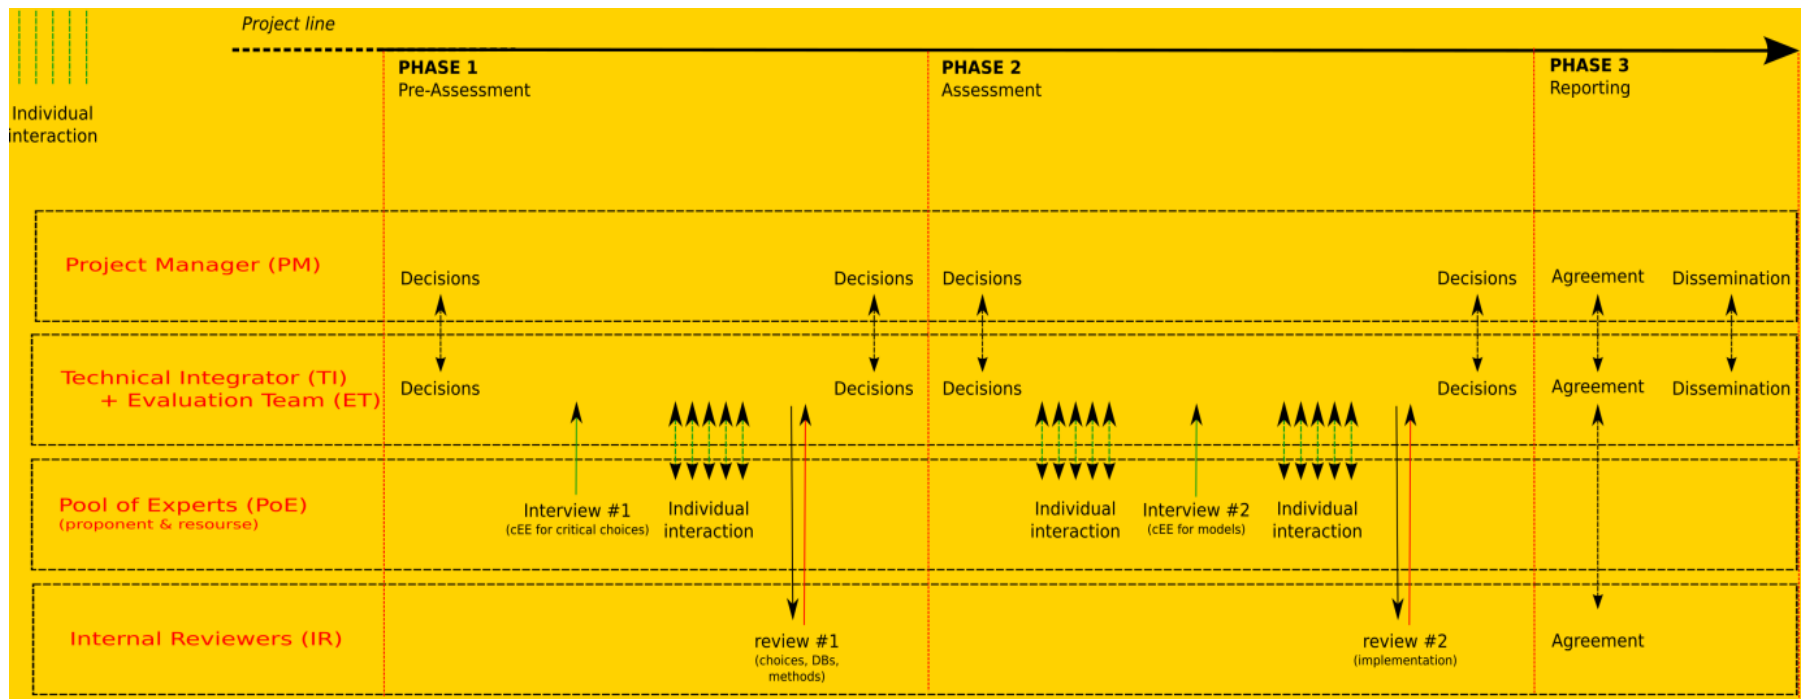 Project line
PHASE 1
Pre-Assessment
PHASE 2
Assessment
PHASE 3
Reporting
Individual
interaction
Project Manager (PM)
Decisions
Decisions
Decisions
Decisions
Agreement
Dissemination
Technical Integrator (TI)
+ Evaluation Team (ET)
Decisions
Decisions
Decisions
Decisions
Agreement
Dissemination
Pool of Experts (PoE)
(proponent & resourse)
Interview #1
(cEE for critical choices)
Individual
interaction
Individual
interaction
Interview #2
(cEE for models)
Individual
interaction
Internal Reviewers (IR)
review #1
(choices, DBs,
methods)
review #2
(implementation)
Agreement